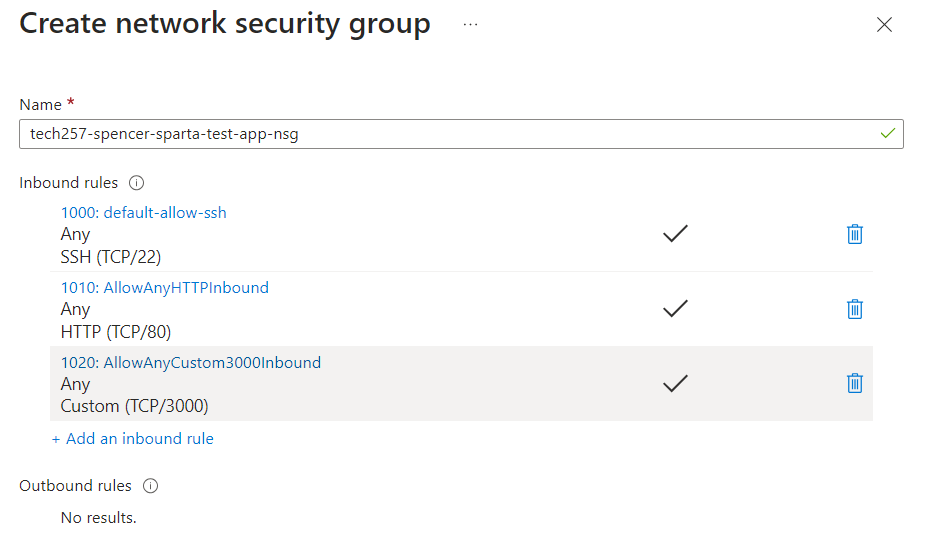 Create network security group ...
Name *
tech257-spencer-sparta-test-app-nsg
Inbound rules
1000: default-allow-ssh
Any
SSH (TCP/22)
1010: AllowAnyHTTPInbound
Any
HTTP (TCP/80)
1020: AllowAnyCustom3000Inbound
Any
Custom (TCP/3000)
+ Add an inbound rule
Outbound rules
No results.